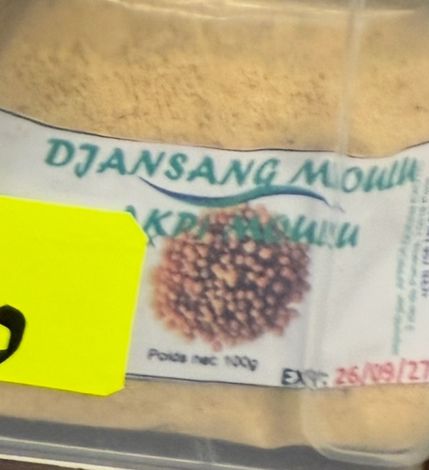 DJANSANG MOULU
AKPI MOULU
Poids net 100g
EXP: 26/09/27